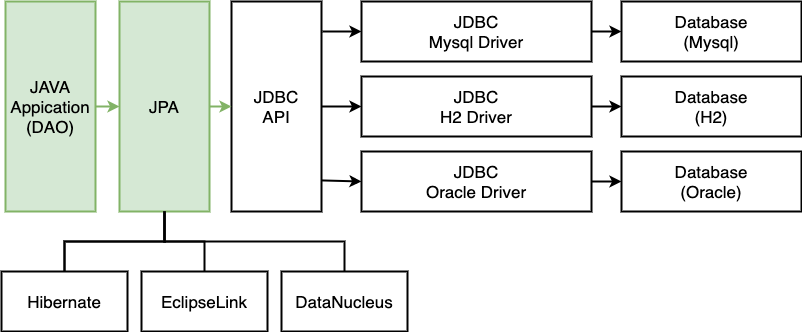 JAVA
Appication
(DAO)
JPA
JDBC
API
JDBC
Mysql Driver
Database
(Mysql)
JDBC
H2 Driver
Database
(H2)
JDBC
Oracle Driver
Database
(Oracle)
Hibernate
EclipseLink
DataNucleus